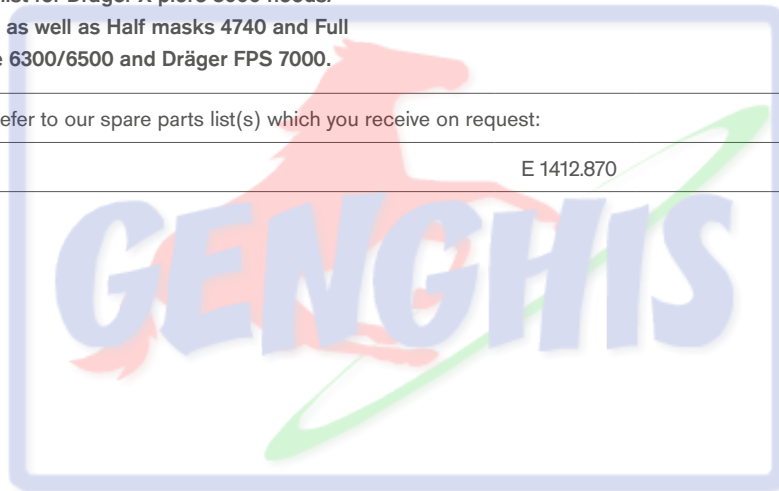 as well as Half masks 4740 and Full
6300/6500 and Dräger FPS 7000.
efer to our spare parts list(s) which you receive on request:
E 1412.870
GENGHIS